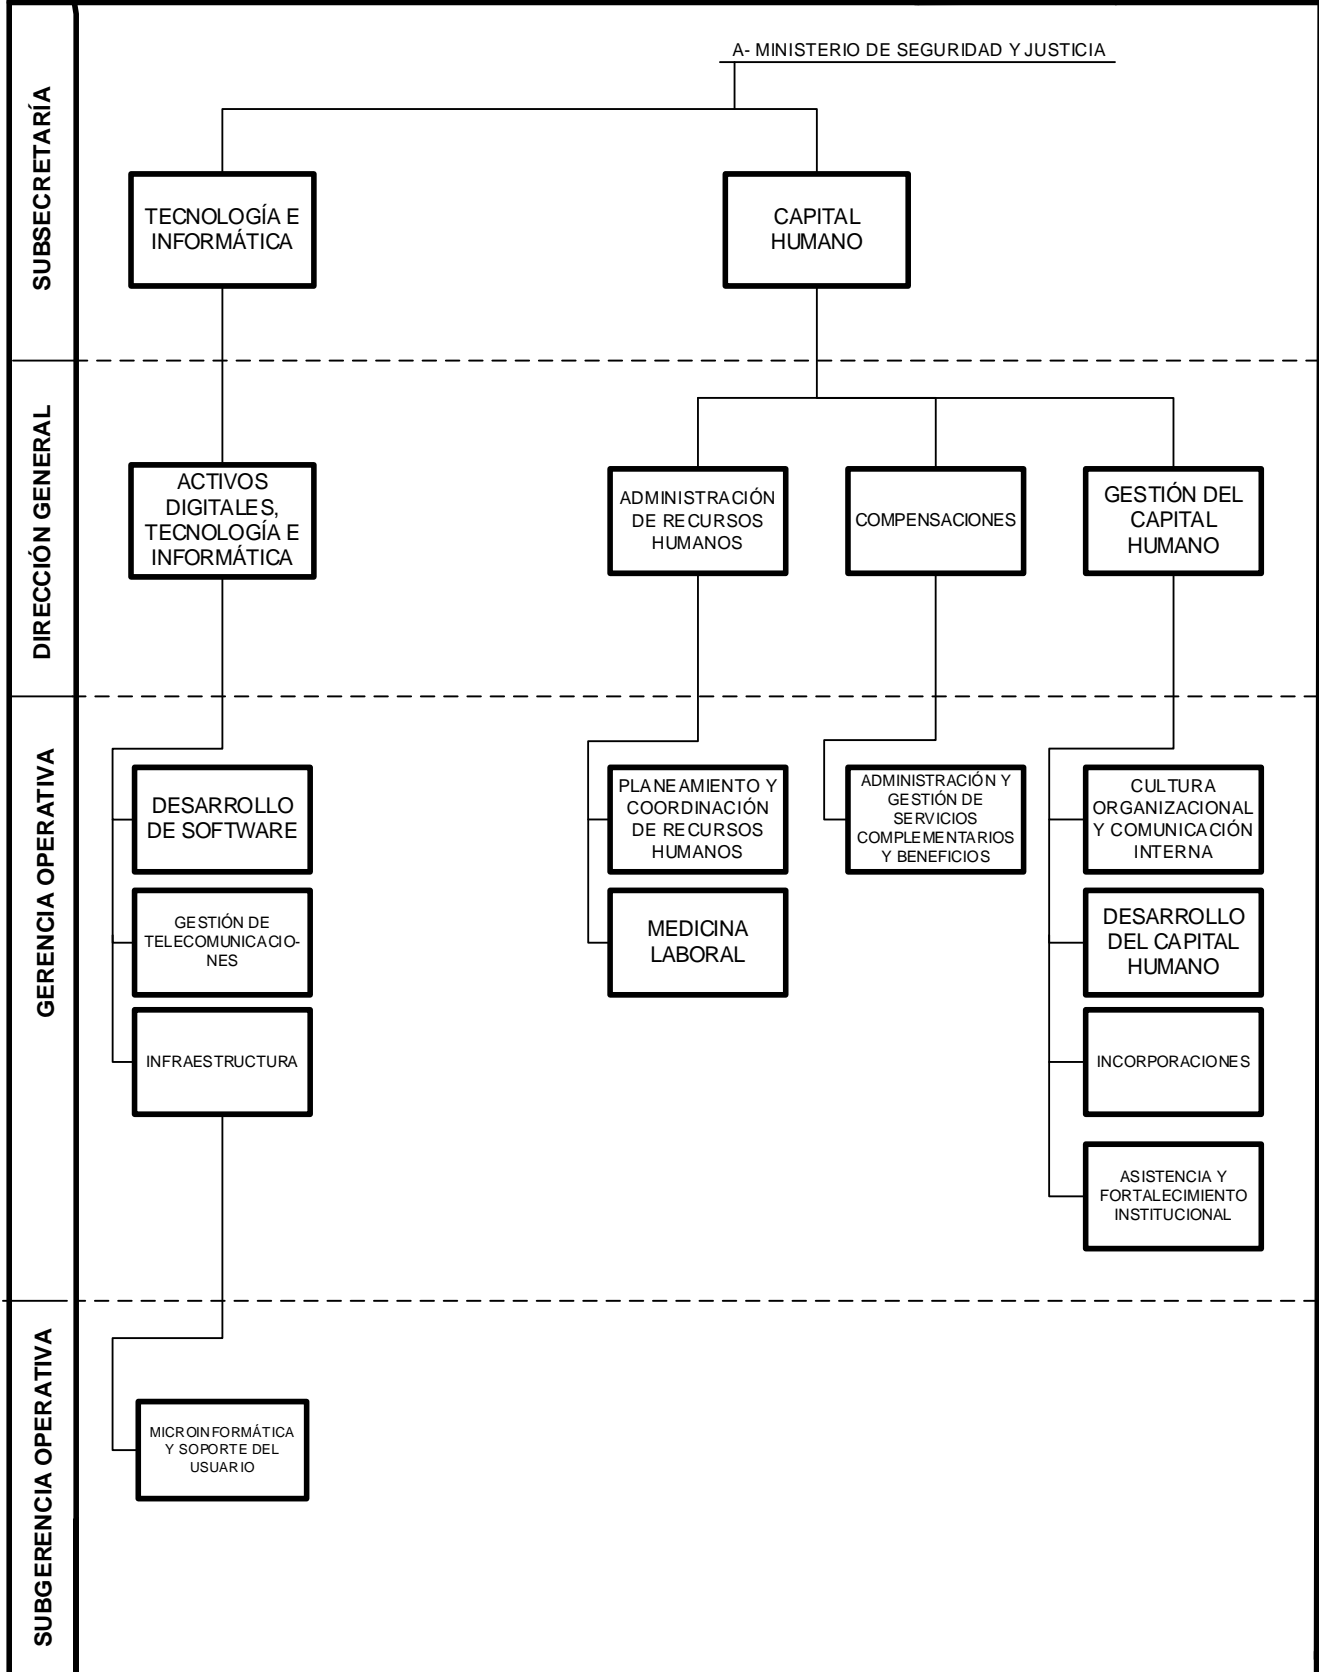 A- MINISTERIO DE SEGURIDAD Y JUSTICIA
SUBSECRETARÍA
TECNOLOGÍA E
INFORMÁTICA
CAPITAL
HUMANO
DIRECCIÓN GENERAL
ACTIVOS
DIGITALES,
TECNOLOGÍA E
INFORMÁTICA
ADMINISTRACIÓN
DE RECURSOS
HUMANOS
COMPENSACIONES
GESTIÓN DEL
CAPITAL
HUMANO
GERENCIA OPERATIVA
DESARROLLO
DE SOFTWARE
PLANEAMIENTO Y
COORDINACIÓN
DE RECURSOS
HUMANOS
ADMINISTRACIÓN Y
GESTIÓN DE
SERVICIOS
COMPLEMENTARIOS
Y BENEFICIOS
CULTURA
ORGANIZACIONAL
Y COMUNICACIÓN
INTERNA
GESTIÓN DE
TELECOMUNICACIO-
NES
MEDICINA
LABORAL
DESARROLLO
DEL CAPITAL
HUMANO
INFRAESTRUCTURA
INCORPORACIONES
ASISTENCIA Y
FORTALECIMIENTO
INSTITUCIONAL
SUBGERENCIA OPERATIVA
MICROINFORMÁTICA
Y SOPORTE DEL
USUARIO